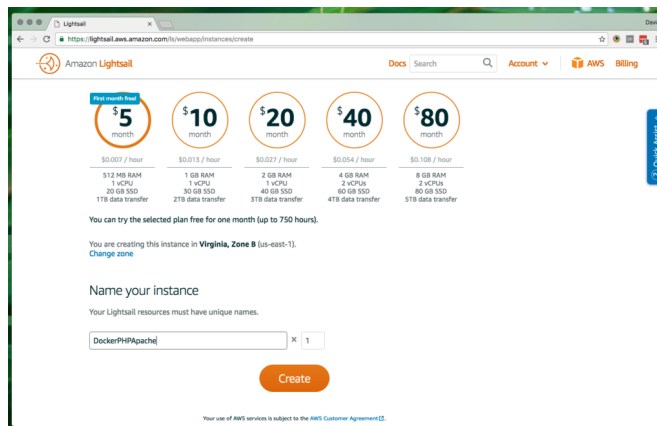 Lightsail
Davi
https://lightsail.aws.amazon.com/ls/webapp/instances/create
Amazon Lightsail
Docs Search Account AWS Billing
First month free!
$5 month $10 month $20 month $40 month $80 month
$0.007 / hour $0.013 / hour $0.027 / hour $0.054 / hour $0.108 / hour
512 MB RAM 1 GB RAM 2 GB RAM 4 GB RAM 8 GB RAM
1 vCPU 1 vCPU 1 vCPU 2 vCPUs 2 vCPUs
20 GB SSD 30 GB SSD 40 GB SSD 60 GB SSD 80 GB SSD
1TB data transfer 2TB data transfer 3TB data transfer 4TB data transfer 5TB data transfer
Quick Assist
You can try the selected plan free for one month (up to 750 hours).
You are creating this instance in Virginia, Zone B (us-east-1).
Change zone
Name your instance
Your Lightsail resources must have unique names.
DockerPHPApache × 1
Create
Your use of AWS services is subject to the AWS Customer Agreement.